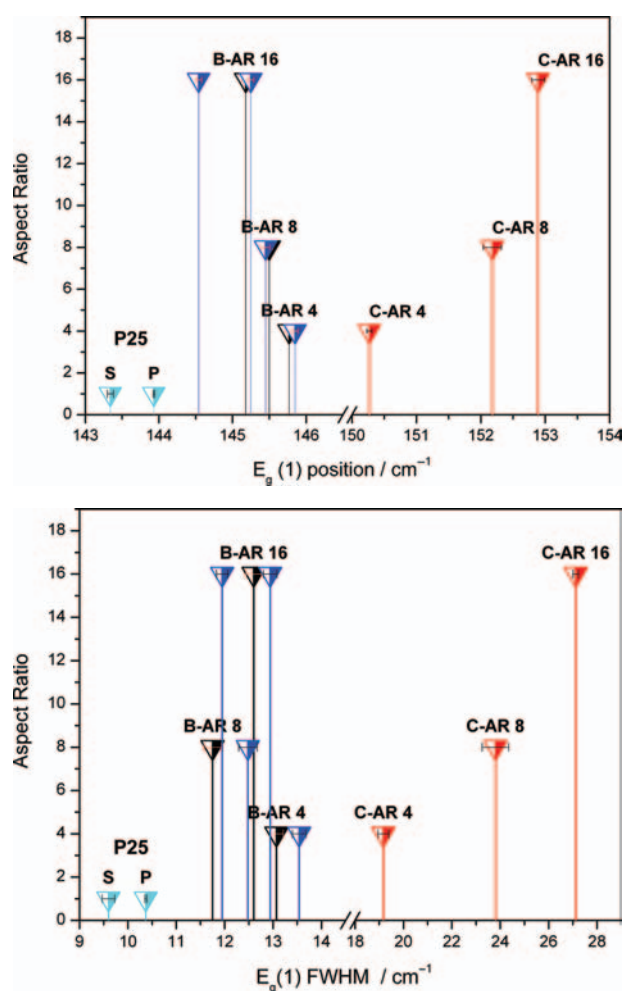 18
16
14
12
10
8
6
4
2
0
Aspect Ratio
B-AR 16
C-AR 16
B-AR 8
C-AR 8
B-AR 4
C-AR 4
P25
S P
143 144 145 146 150 151 152 153 154
E_g (1) position / cm⁻¹
18
16
14
12
10
8
6
4
2
0
Aspect Ratio
B-AR 16
C-AR 16
B-AR 8
C-AR 8
B-AR 4
C-AR 4
P25
S P
9 10 11 12 13 14 18 20 22 24 26 28
E_g(1) FWHM / cm⁻¹